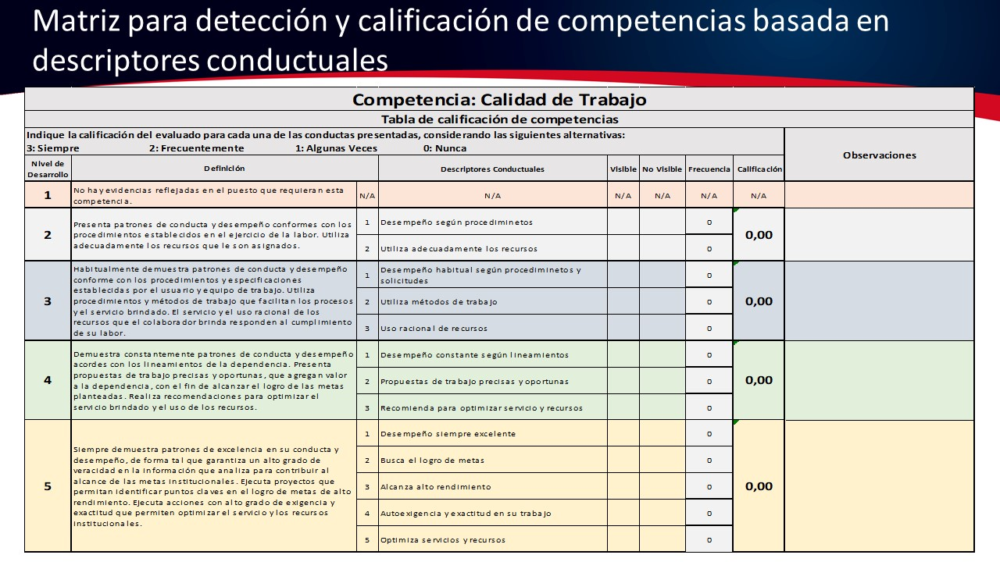 Matriz para detección y calificación de competencias basada en
descriptores conductuales
Competencia: Calidad de Trabajo
Tabla de calificación de competencias
Indique la calificación del evaluado para cada una de las conductas presentadas, considerando las siguientes alternativas:
3: Siempre 2: Frecuentemente 1: Algunas Veces 0: Nunca
Observaciones
Nivel de
Desarrollo
Definición
Descriptores Conductuales
Visible
No Visible
Frecuencia
Calificación
1
No hay evidencias reflejadas en el puesto que requieran esta
competencia.
N/A
N/A
N/A
N/A
N/A
N/A
2
Presenta patrones de conducta y desempeño conformes con los
procedimientos establecidos en el ejercicio de la labor. Utiliza
adecuadamente los recursos que le son asignados.
1 Desempeño según procediminetos 0
2 Utiliza adecuadamente los recursos 0
0,00
3
Habitualmente demuestra patrones de conducta y desempeño
conforme con los procedimientos y especificaciones
establecidas por el usuario y equipo de trabajo. Utiliza
procedimientos y métodos de trabajo que facilitan los procesos
y el servicio brindado. El servicio y el uso racional de los
recursos que el colaborador brinda responden al cumplimiento
de su labor.
1 Desempeño habitual según procediminetos y
solicitudes 0
2 Utiliza métodos de trabajo 0
3 Uso racional de recursos 0
0,00
4
Demuestra constantemente patrones de conducta y desempeño
acordes con los lineamientos de la dependencia. Presenta
propuestas de trabajo precisas y oportunas, que agregan valor
a la dependencia, con el fin de alcanzar el logro de las metas
planteadas. Realiza recomendaciones para optimizar el
servicio brindado y el uso de los recursos.
1 Desempeño constante según lineamientos 0
2 Propuestas de trabajo precisas y oportunas 0
3 Recomienda para optimizar servicio y recursos 0
0,00
5
Siempre demuestra patrones de excelencia en su conducta y
desempeño, de forma tal que garantiza un alto grado de
veracidad en la información que analiza para contribuir al
alcance de las metas institucionales. Ejecuta proyectos que
permitan identificar puntos claves en el logro de metas de alto
rendimiento. Ejecuta acciones con alto grado de exigencia y
exactitud que permiten optimizar el servicio y los recursos
institucionales.
1 Desempeño siempre excelente 0
2 Busca el logro de metas 0
3 Alcanza alto rendimiento 0
4 Autoexigencia y exactitud en su trabajo 0
5 Optimiza servicios y recursos 0
0,00